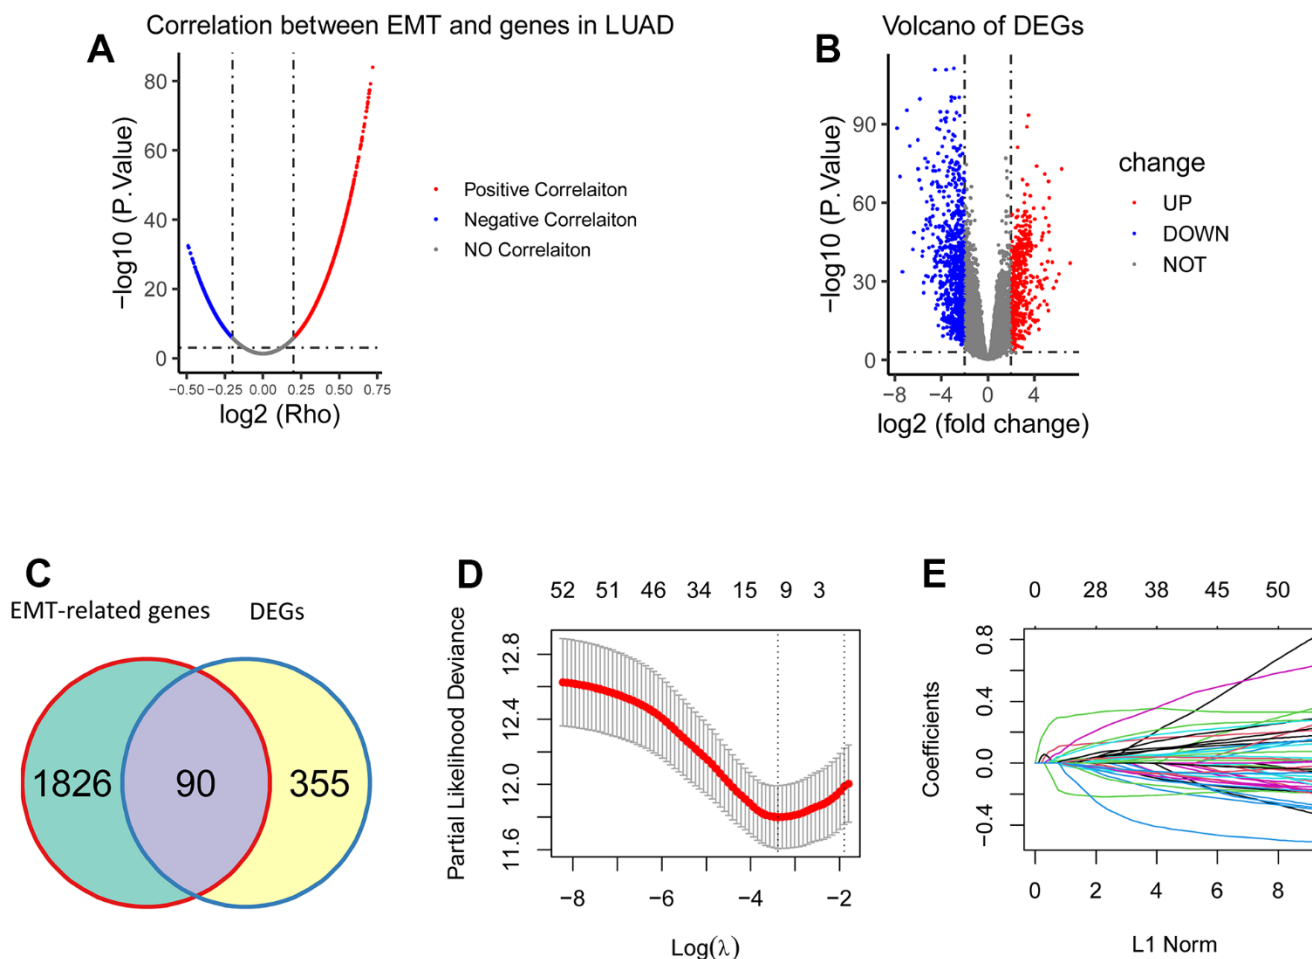 Correlation between EMT and genes in LUAD
A
−log10 (P.Value)
80
60
40
20
0
−0.50
−0.25
0.00
0.25
0.50
0.75
log2 (Rho)
Positive Correlaiton
Negative Correlaiton
NO Correlaiton
Volcano of DEGs
B
−log10 (P.Value)
90
60
30
0
−8
−4
0
4
log2 (fold change)
change
UP
DOWN
NOT
C
EMT-related genes
DEGs
1826
90
355
D
52
51
46
34
15
9
3
Partial Likelihood Deviance
12.8
12.4
12.0
11.6
−8
−6
−4
−2
Log(λ)
E
0
28
38
45
50
Coefficients
0.8
0.4
0.0
−0.4
0
2
4
6
8
L1 Norm